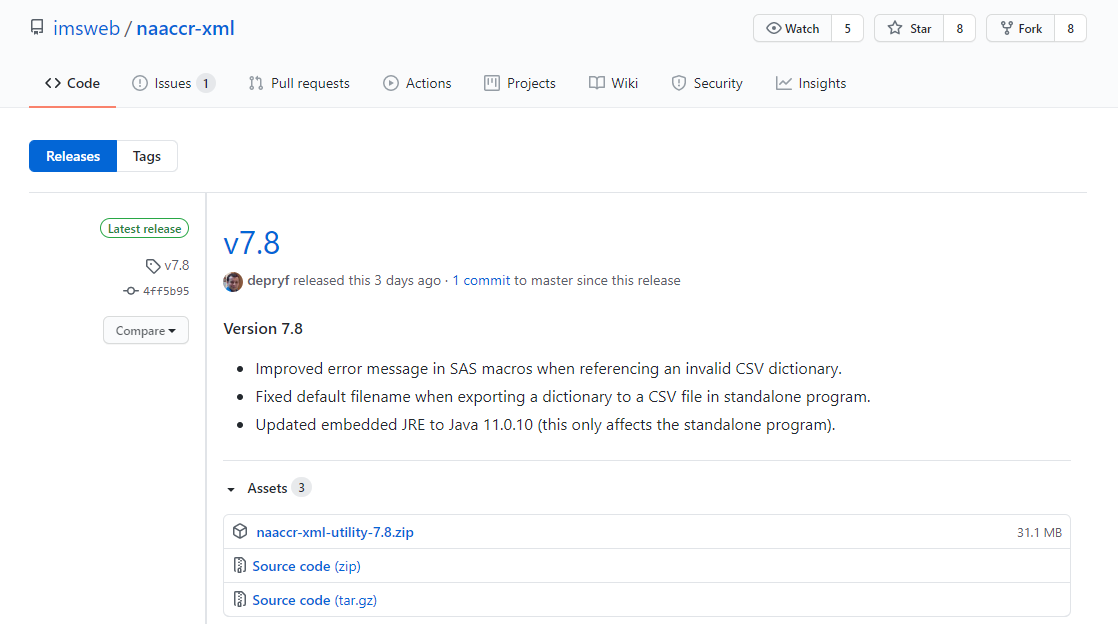 imsweb / naaccr-xml
Watch 5 Star 8 Fork 8
Code Issues 1 Pull requests Actions Projects Wiki Security Insights
Releases Tags
Latest release
v7.8
4ff5b95
Compare
v7.8
depryf released this 3 days ago · 1 commit to master since this release
Version 7.8
• Improved error message in SAS macros when referencing an invalid CSV dictionary.
• Fixed default filename when exporting a dictionary to a CSV file in standalone program.
• Updated embedded JRE to Java 11.0.10 (this only affects the standalone program).
Assets 3
naaccr-xml-utility-7.8.zip 31.1 MB
Source code (zip)
Source code (tar.gz)